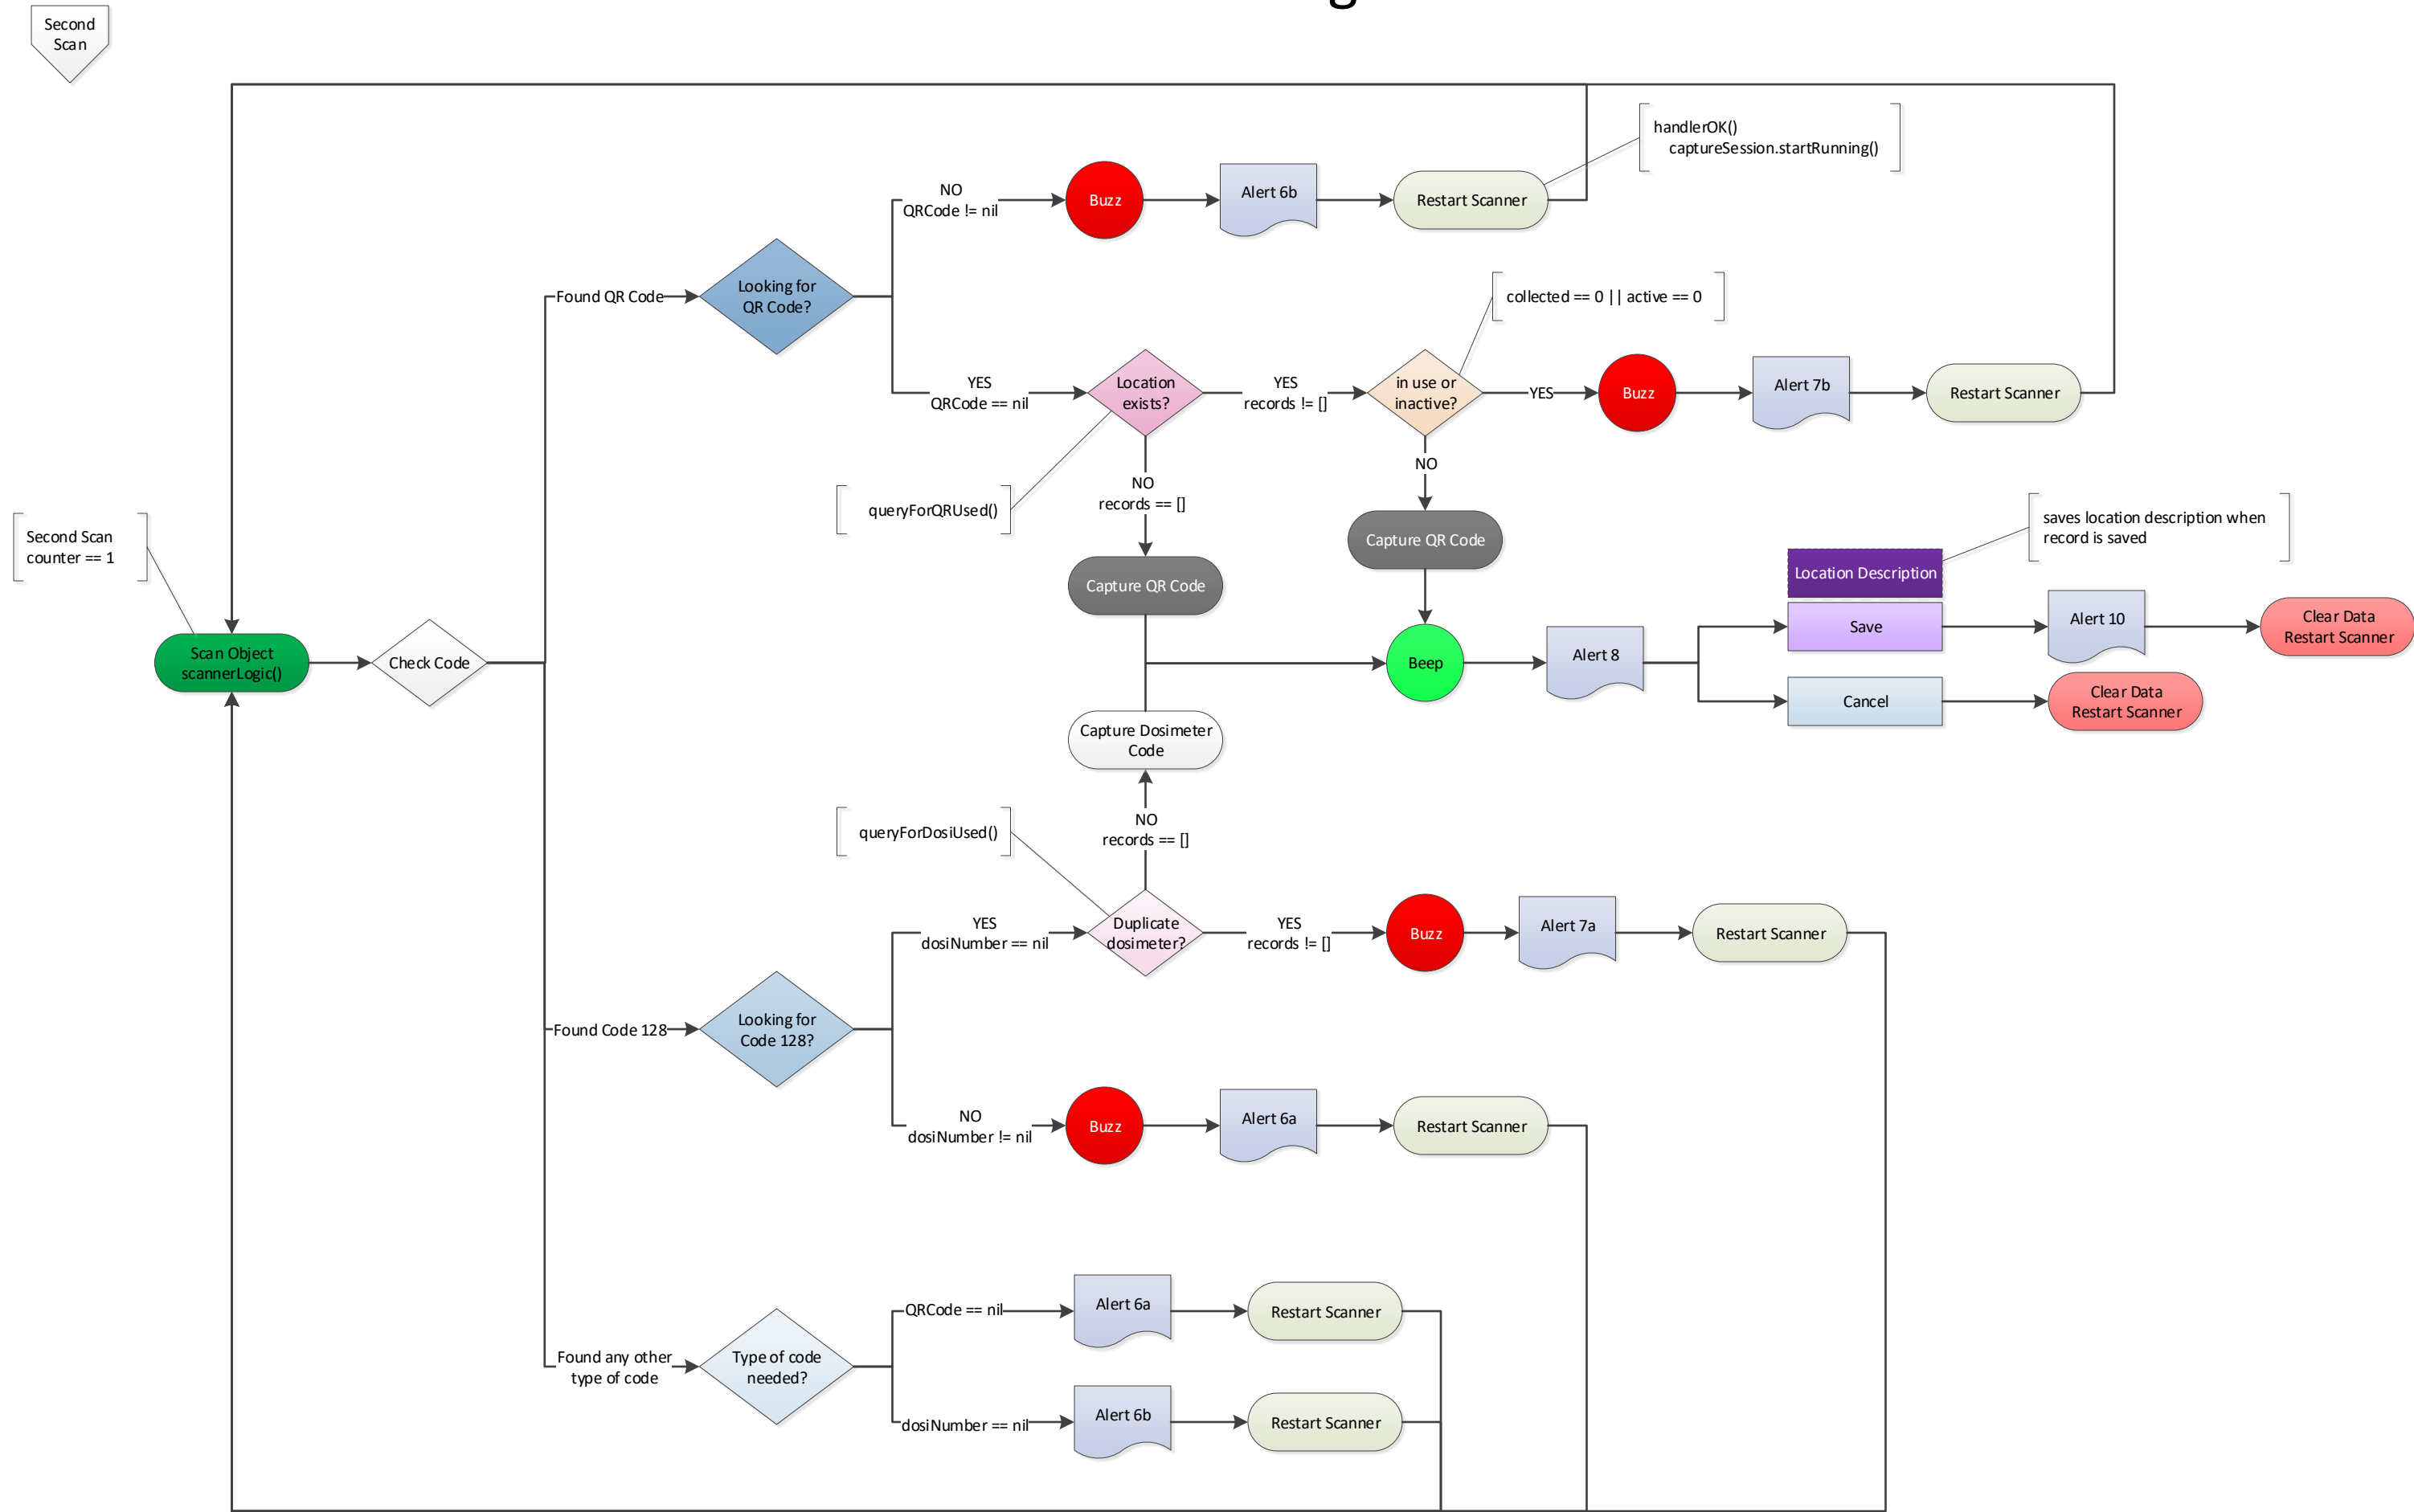 g
Second
Scan
handlerOK()
captureSession.startRunning()
NO
QRCode != nil
Buzz
Alert 6b
Restart Scanner
Found QR Code
Looking for
QR Code?
collected == 0 || active == 0
YES
QRCode == nil
Location
exists?
YES
records != []
in use or
inactive?
YES
Buzz
Alert 7b
Restart Scanner
NO
queryForQRUsed()
NO
records == []
Second Scan
counter == 1
Capture QR Code
Capture QR Code
saves location description when
record is saved
Location Description
Scan Object
scannerLogic()
Check Code
Beep
Alert 8
Save
Alert 10
Clear Data
Restart Scanner
Cancel
Clear Data
Restart Scanner
Capture Dosimeter
Code
queryForDosiUsed()
NO
records == []
YES
dosiNumber == nil
Duplicate
dosimeter?
YES
records != []
Buzz
Alert 7a
Restart Scanner
Found Code 128
Looking for
Code 128?
NO
dosiNumber != nil
Buzz
Alert 6a
Restart Scanner
QRCode == nil
Alert 6a
Restart Scanner
Found any other
type of code
Type of code
needed?
dosiNumber == nil
Alert 6b
Restart Scanner